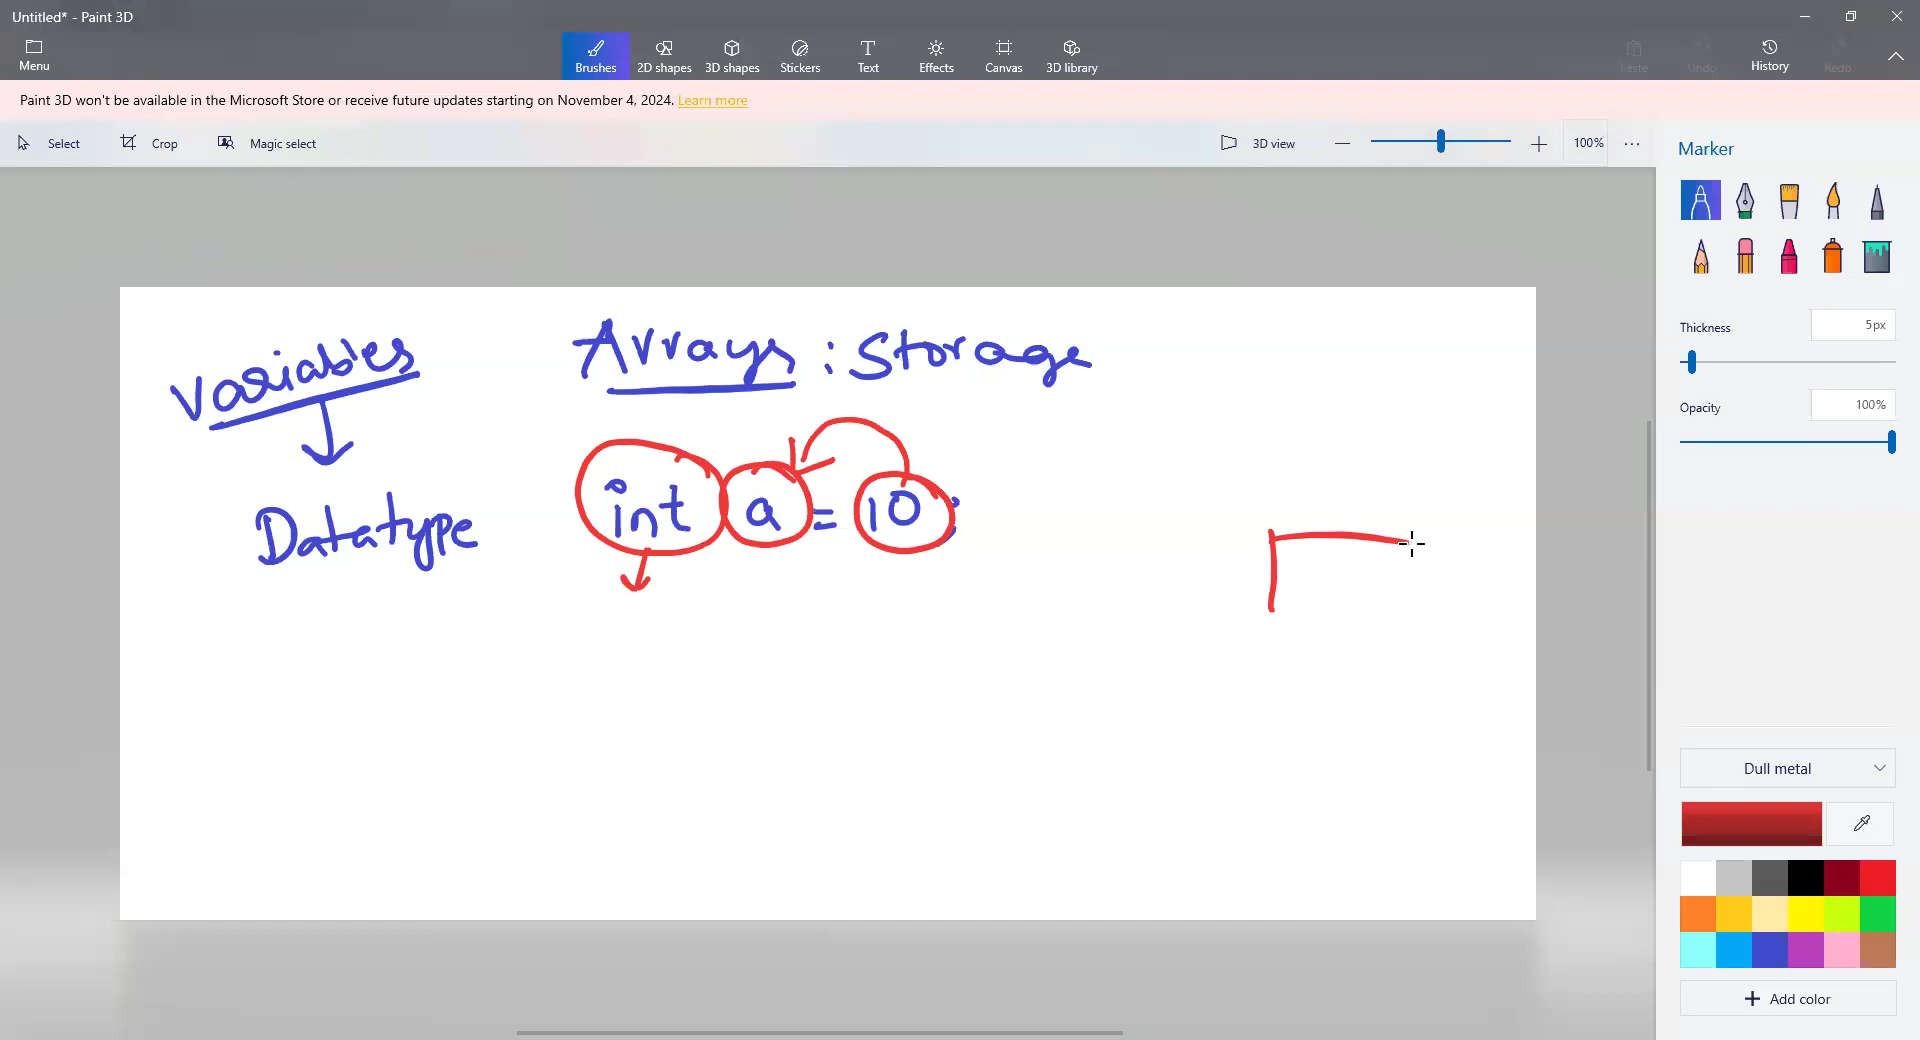 Untitled* - Paint 3D
Menu
Brushes
2D shapes
3D shapes
Stickers
Text
Effects
Canvas
3D library
Paste
Undo
History
Redo
Paint 3D won't be available in the Microsoft Store or receive future updates starting on November 4, 2024. Learn more
Select
Crop
Magic select
3D view
100%
Marker
Thickness
5px
Opacity
100%
Variables
Arrays : Storage
Datatype
int a = 10;
Dull metal
Add color